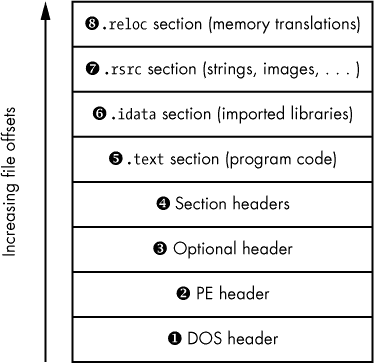 ❽ .reloc section (memory translations)
❼ .rsrc section (strings, images, . . . )
❻ .idata section (imported libraries)
❺ .text section (program code)
❹ Section headers
❸ Optional header
❷ PE header
❶ DOS header
Increasing file offsets